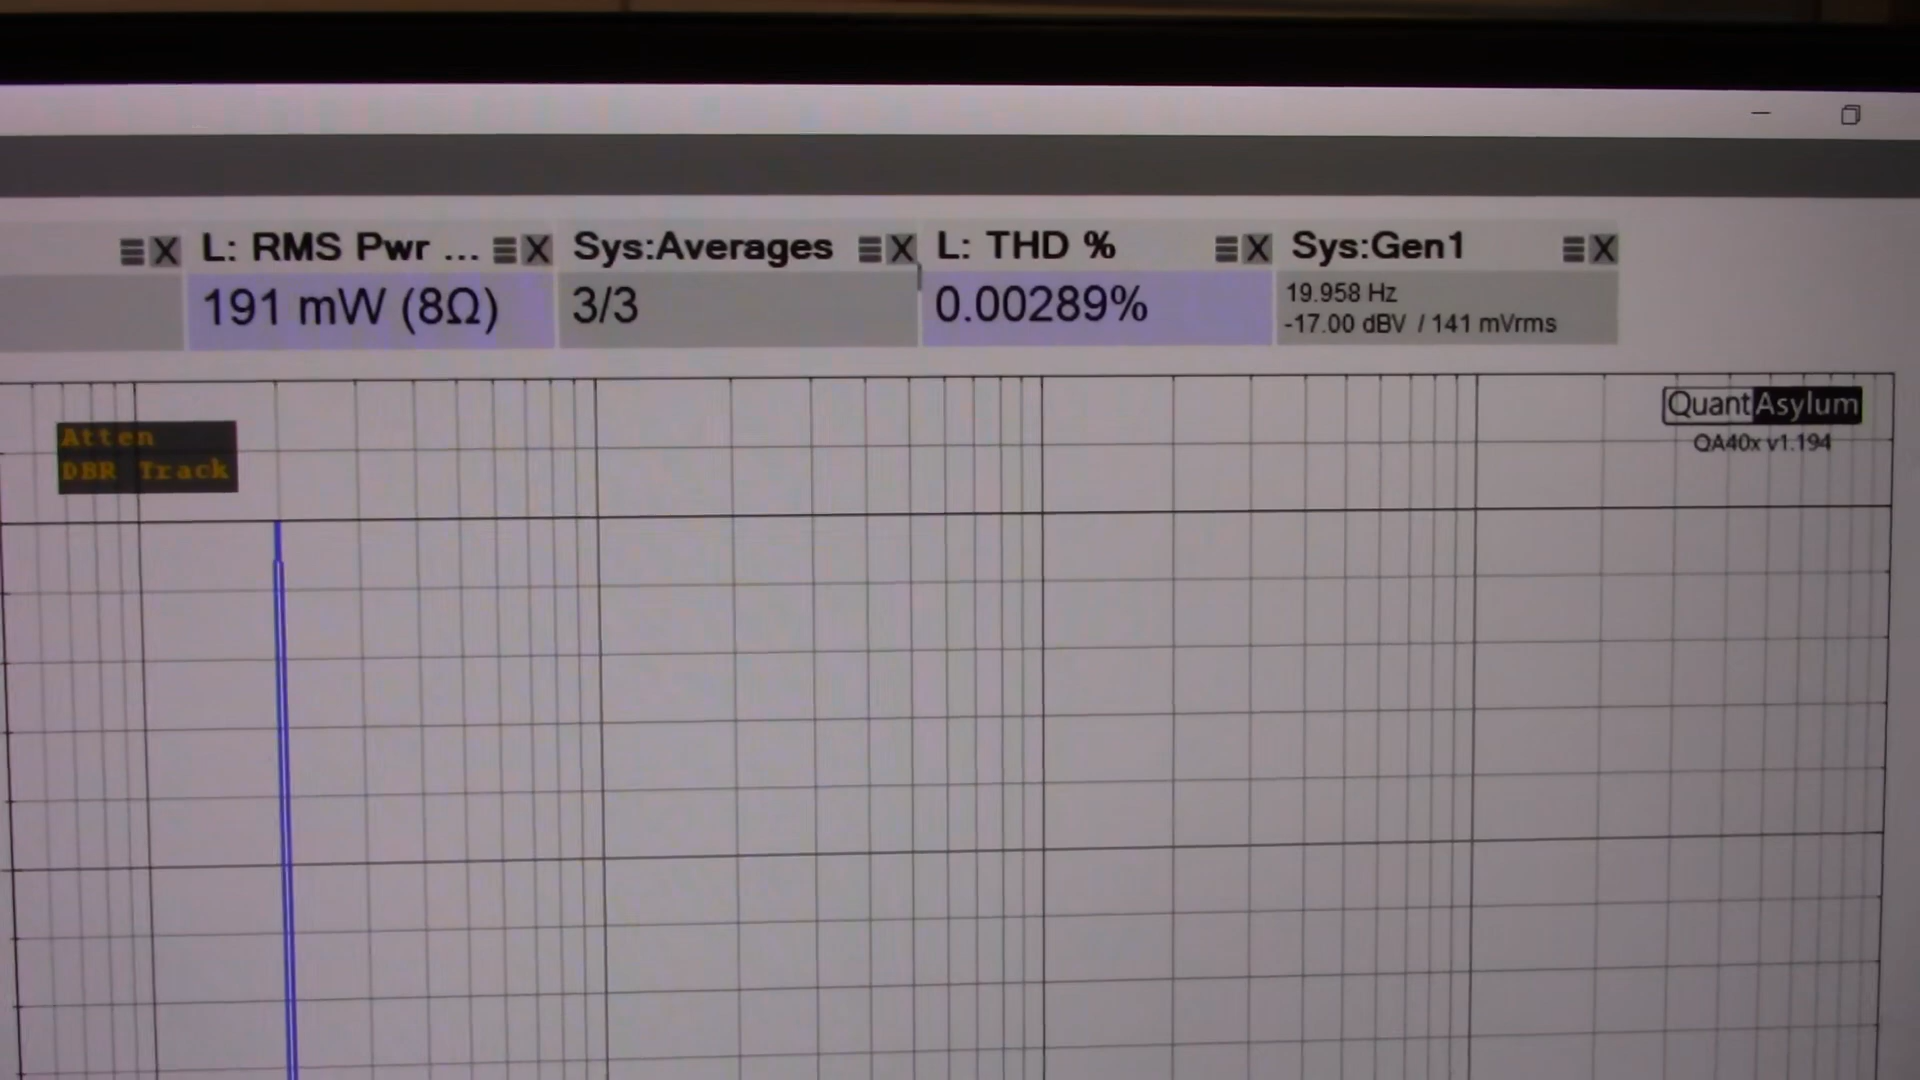 L: RMS Pwr ...
191 mW (8Ω)
Sys:Averages
3/3
L: THD %
0.00289%
Sys:Gen1
19.958 Hz
-17.00 dBV / 141 mVrms
Atten
DBR Track
QuantAsylum
QA40x v1.194